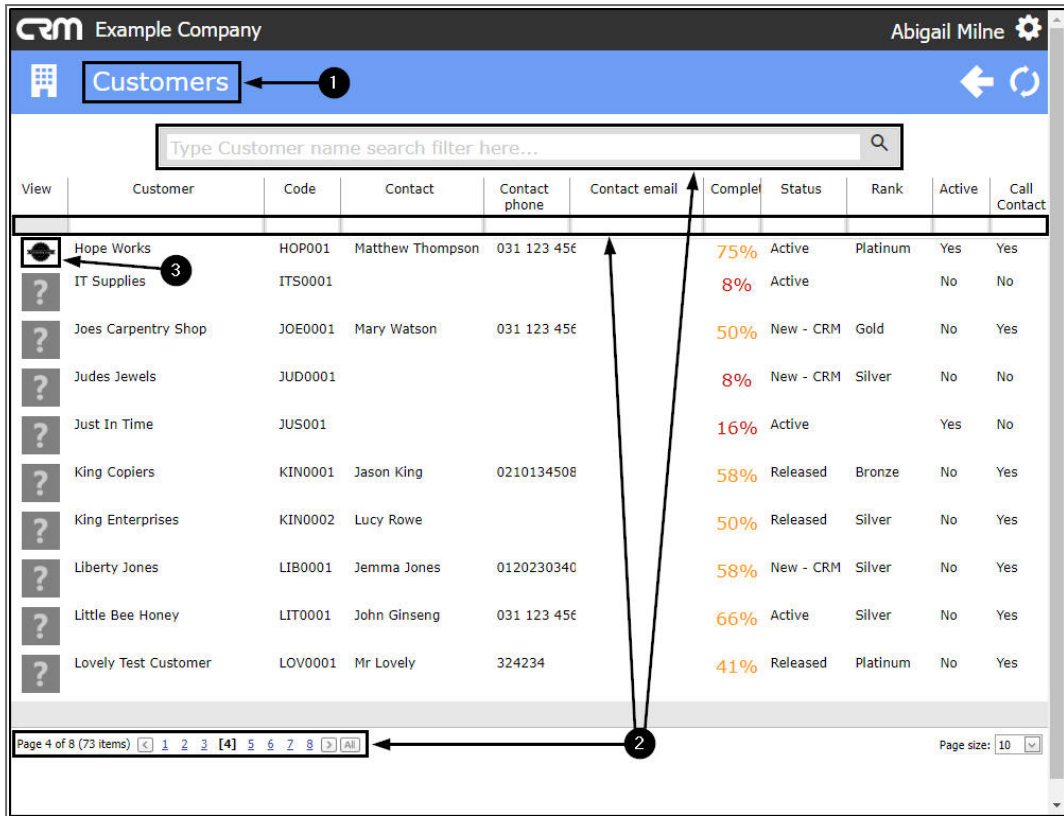 CRM Example Company Abigail Milne
Customers 1
Type Customer name search filter here...
View Customer Code Contact Contact phone Contact email Complet Status Rank Active Call Contact
Hope Works HOP001 Matthew Thompson 031 123 456 75% Active Platinum Yes Yes
3
IT Supplies ITS0001 8% Active No No
? Joes Carpentry Shop JOE0001 Mary Watson 031 123 456 50% New - CRM Gold No Yes
? Judes Jewels JUD0001 8% New - CRM Silver No No
? Just In Time JUS001 16% Active Yes No
? King Copiers KIN0001 Jason King 0210134508 58% Released Bronze No Yes
? King Enterprises KIN0002 Lucy Rowe 50% Released Silver No Yes
? Liberty Jones LIB0001 Jemma Jones 0120230340 58% New - CRM Silver No Yes
? Little Bee Honey LIT0001 John Ginseng 031 123 456 66% Active Silver No Yes
? Lovely Test Customer LOV0001 Mr Lovely 324234 41% Released Platinum No Yes
Page 4 of 8 (73 items) < 1 2 3 [4] 5 6 7 8 > All 2 Page size: 10